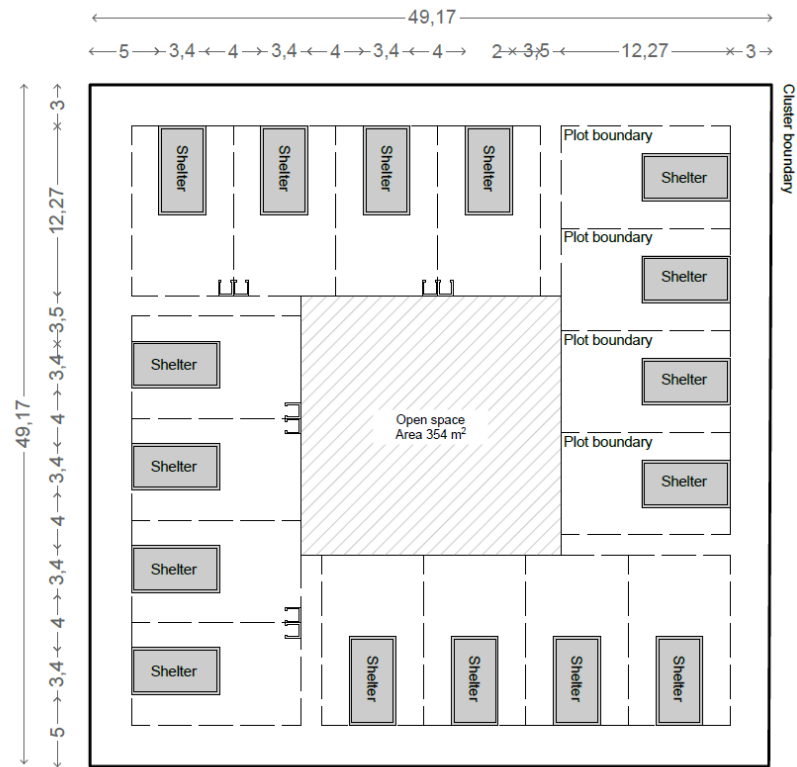 49,17
5 3,4 4 3,4 4 3,4 4 2 3,5 12,27 3
Cluster boundary
3
12,27
3,5
3,4
4
3,4
4
3,4
4
3,4
5
49,17
Shelter
Shelter
Shelter
Shelter
Plot boundary
Shelter
Plot boundary
Shelter
Plot boundary
Shelter
Plot boundary
Shelter
Shelter
Shelter
Shelter
Shelter
Open space
Area 354 m²
Shelter
Shelter
Shelter
Shelter